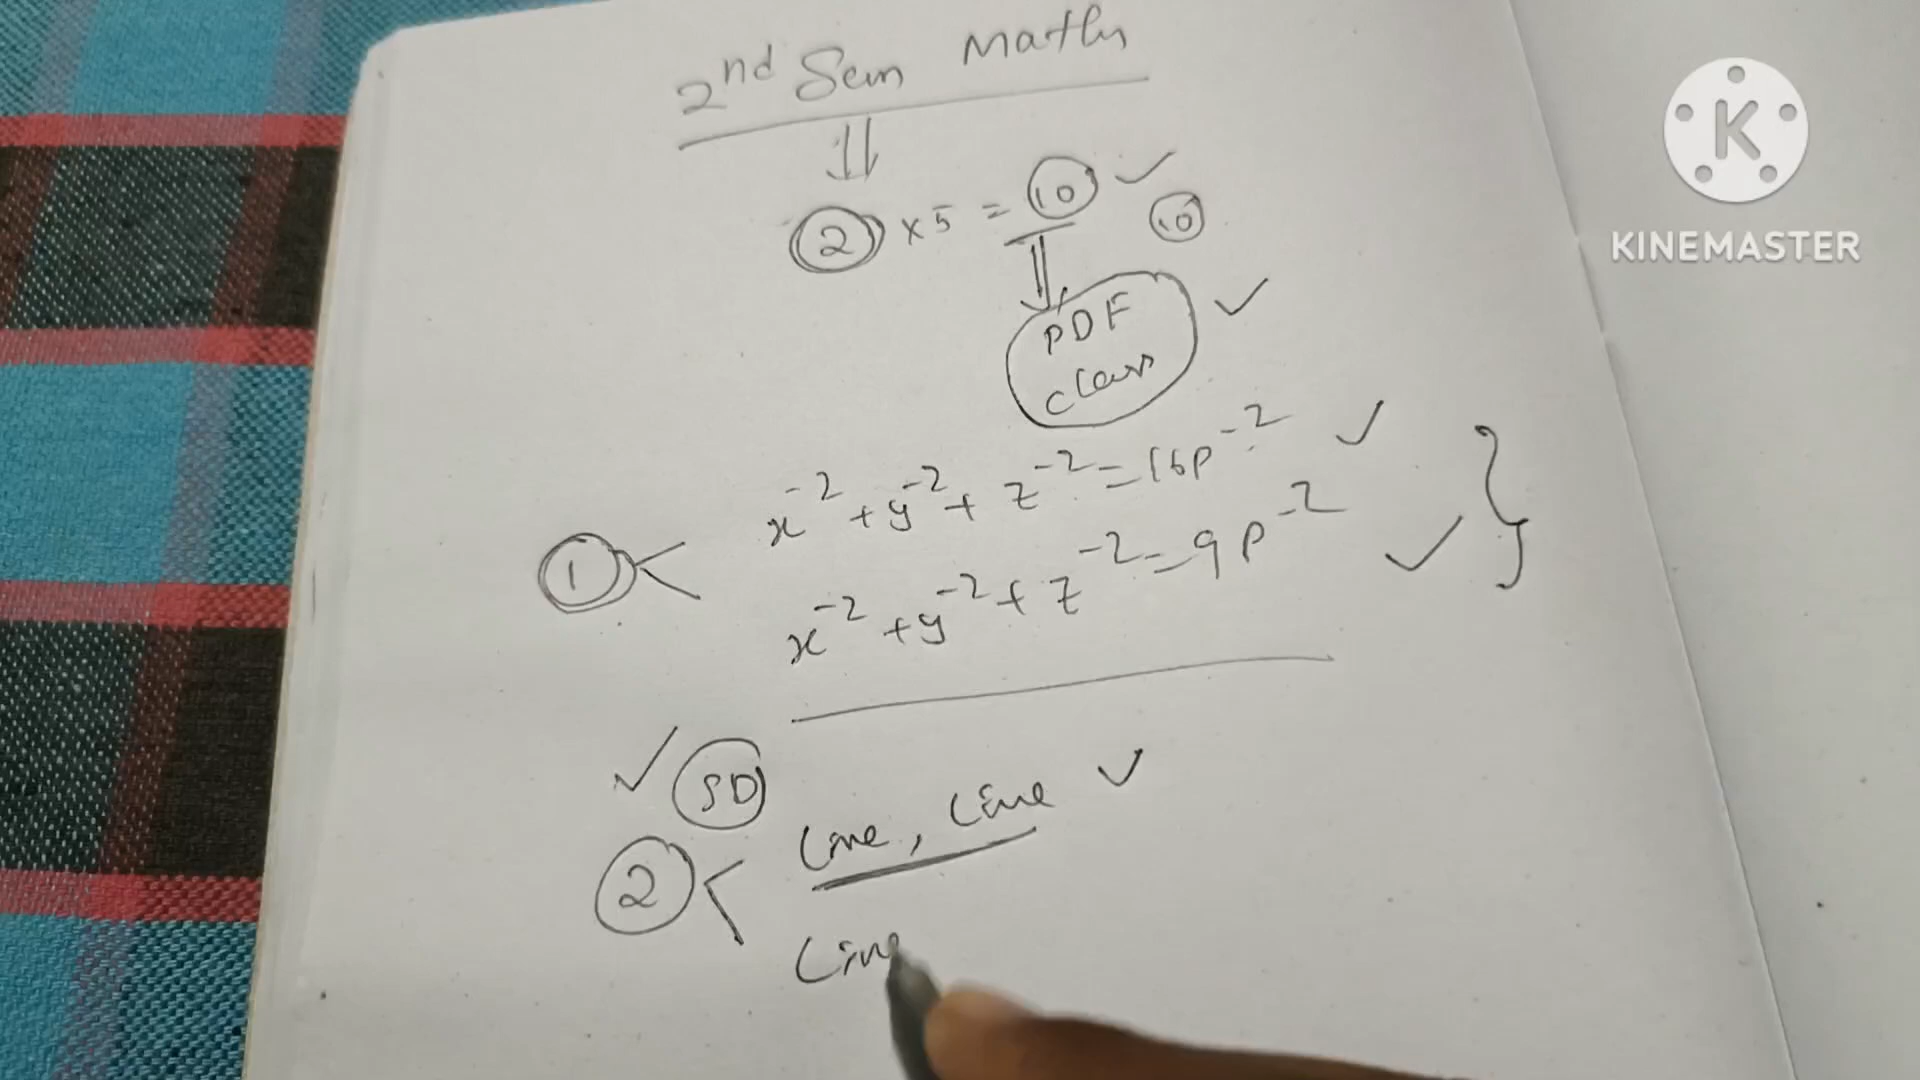 2nd Sem Maths
2 × 5 = 10
10
PDF
class
K
KINEMASTER
1
x⁻² + y⁻² + z⁻² = 16p⁻²
x⁻² + y⁻² + z⁻² = 9p⁻²
SD
2
Line, Line
Line